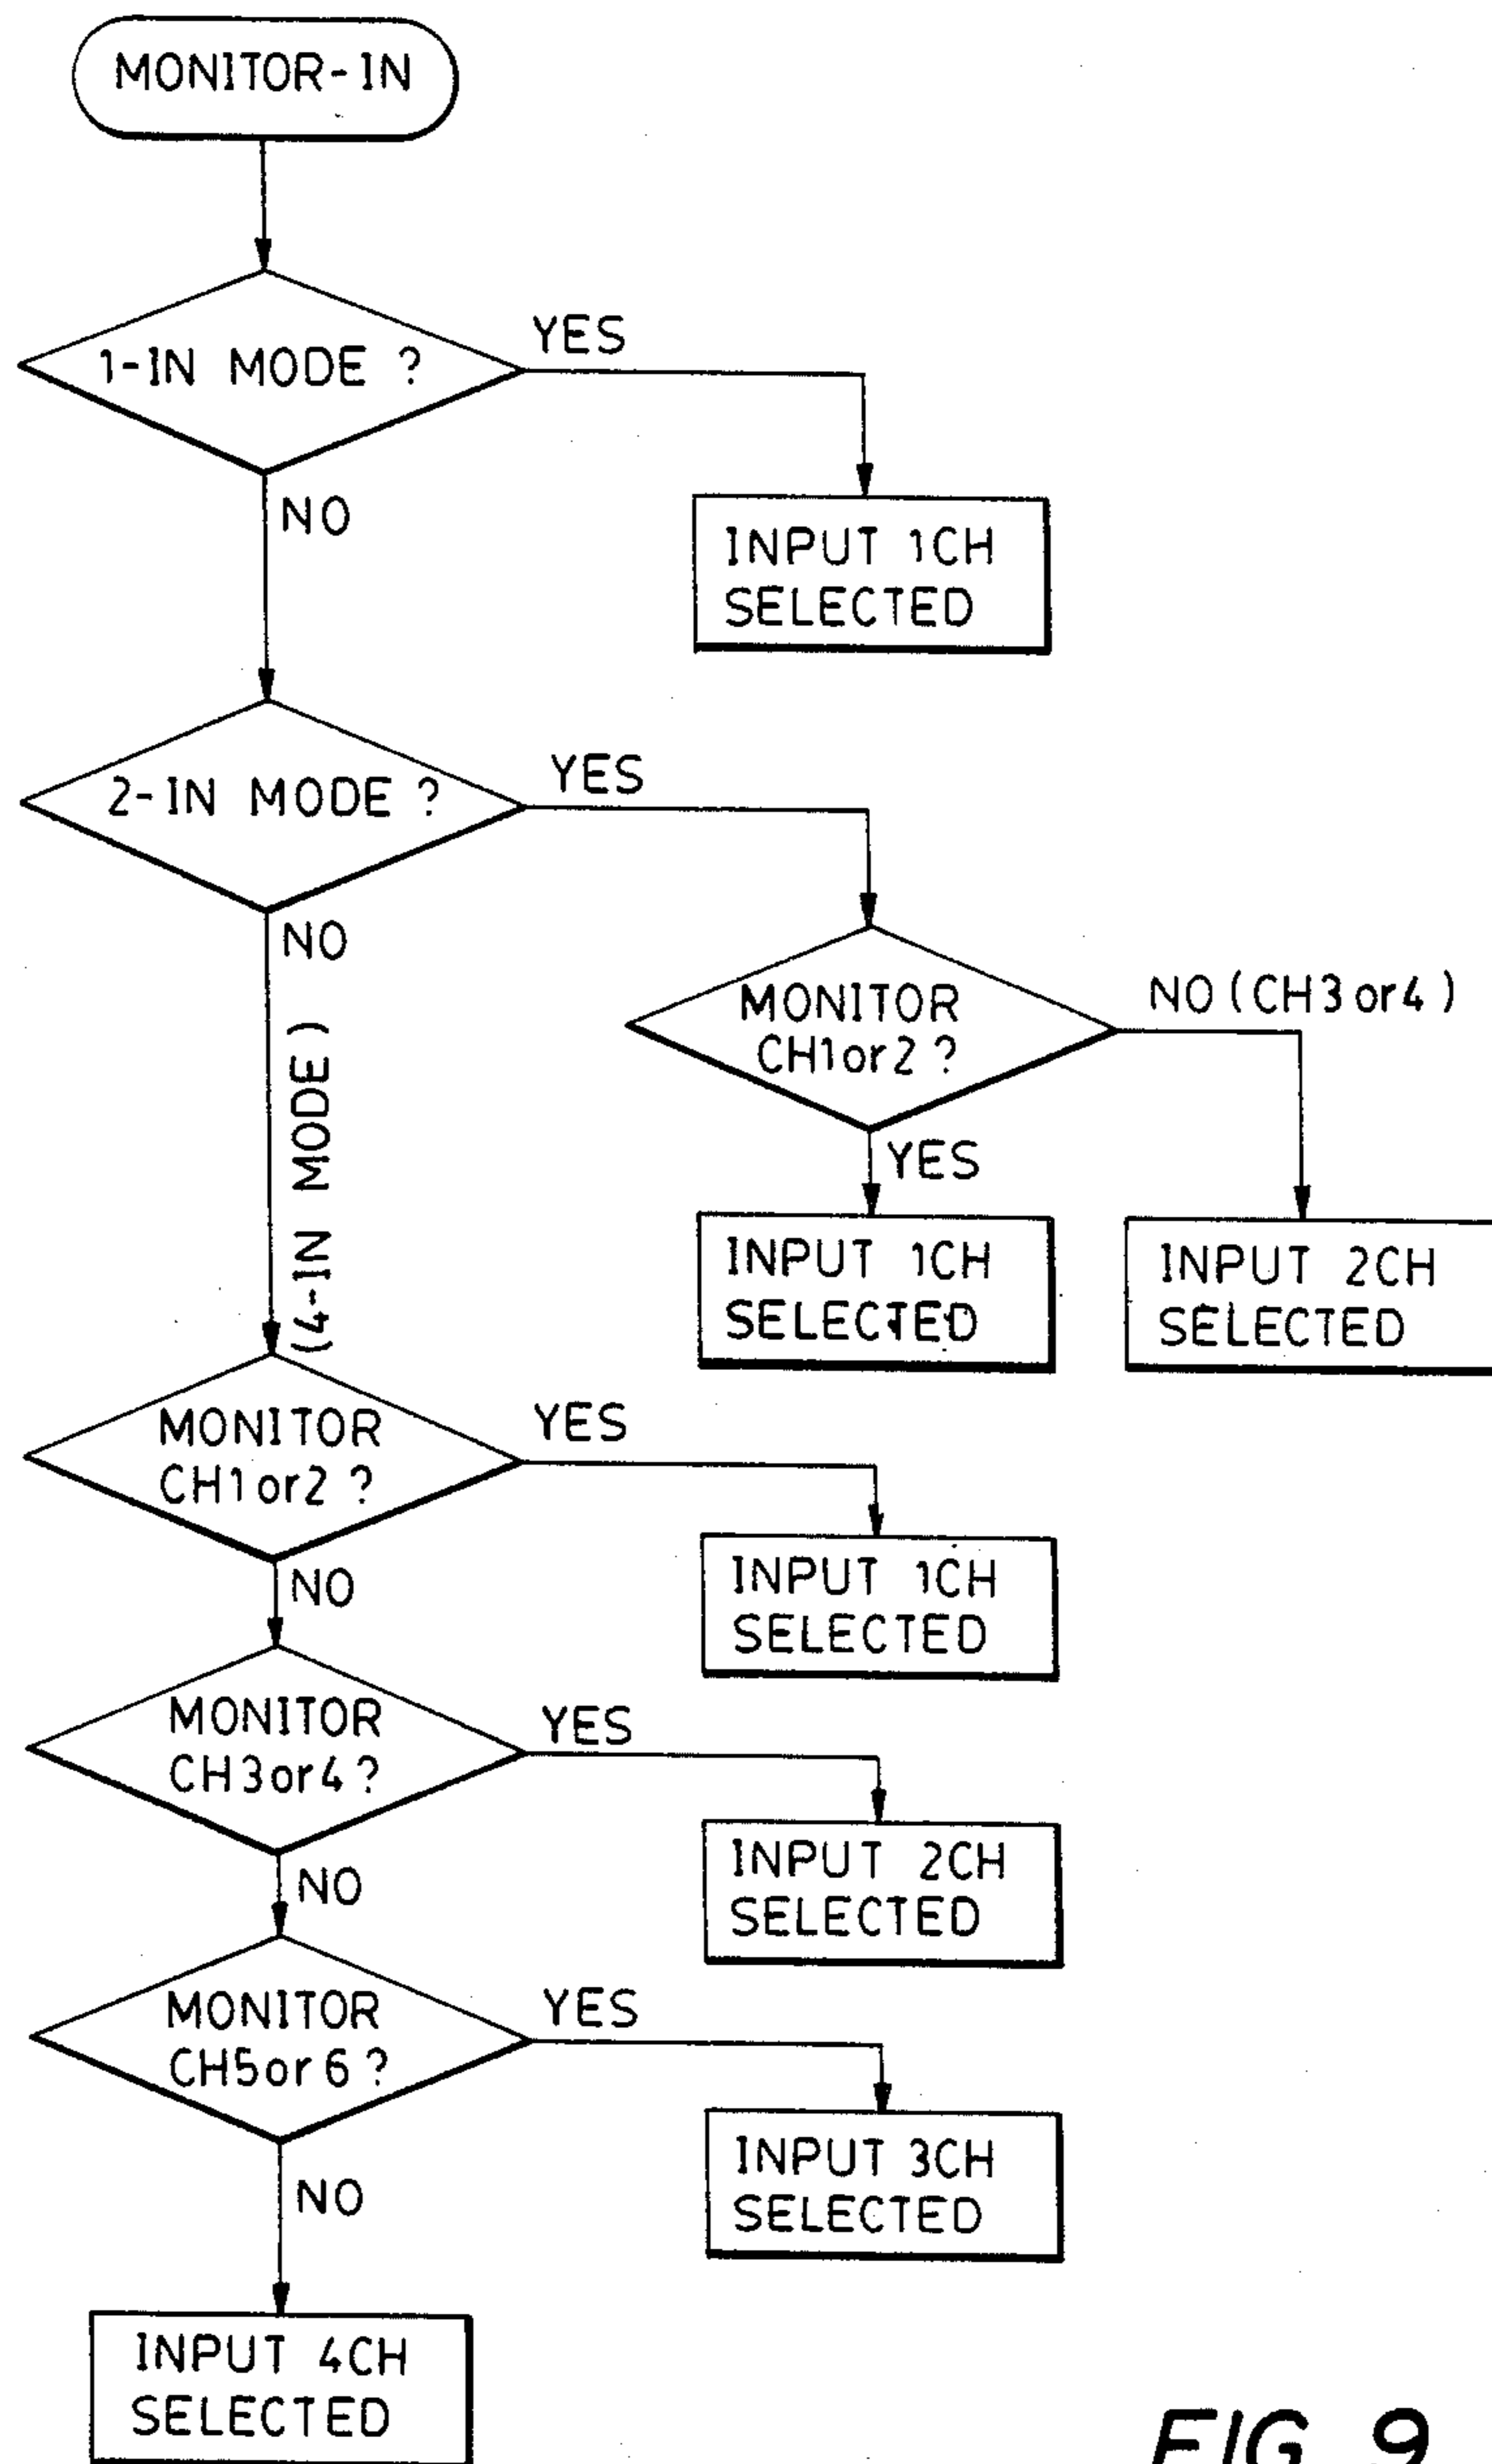 MONITOR-IN
1-IN MODE ?
YES
NO
INPUT 1CH
SELECTED
2-IN MODE ?
YES
NO
(4-IN MODE)
MONITOR
CH1or2 ?
NO (CH3or4)
YES
INPUT 1CH
SELECTED
INPUT 2CH
SELECTED
MONITOR
CH1or2 ?
YES
NO
INPUT 1CH
SELECTED
MONITOR
CH3or4 ?
YES
NO
INPUT 2CH
SELECTED
MONITOR
CH5or6 ?
YES
NO
INPUT 3CH
SELECTED
INPUT 4CH
SELECTED
FIG. 9